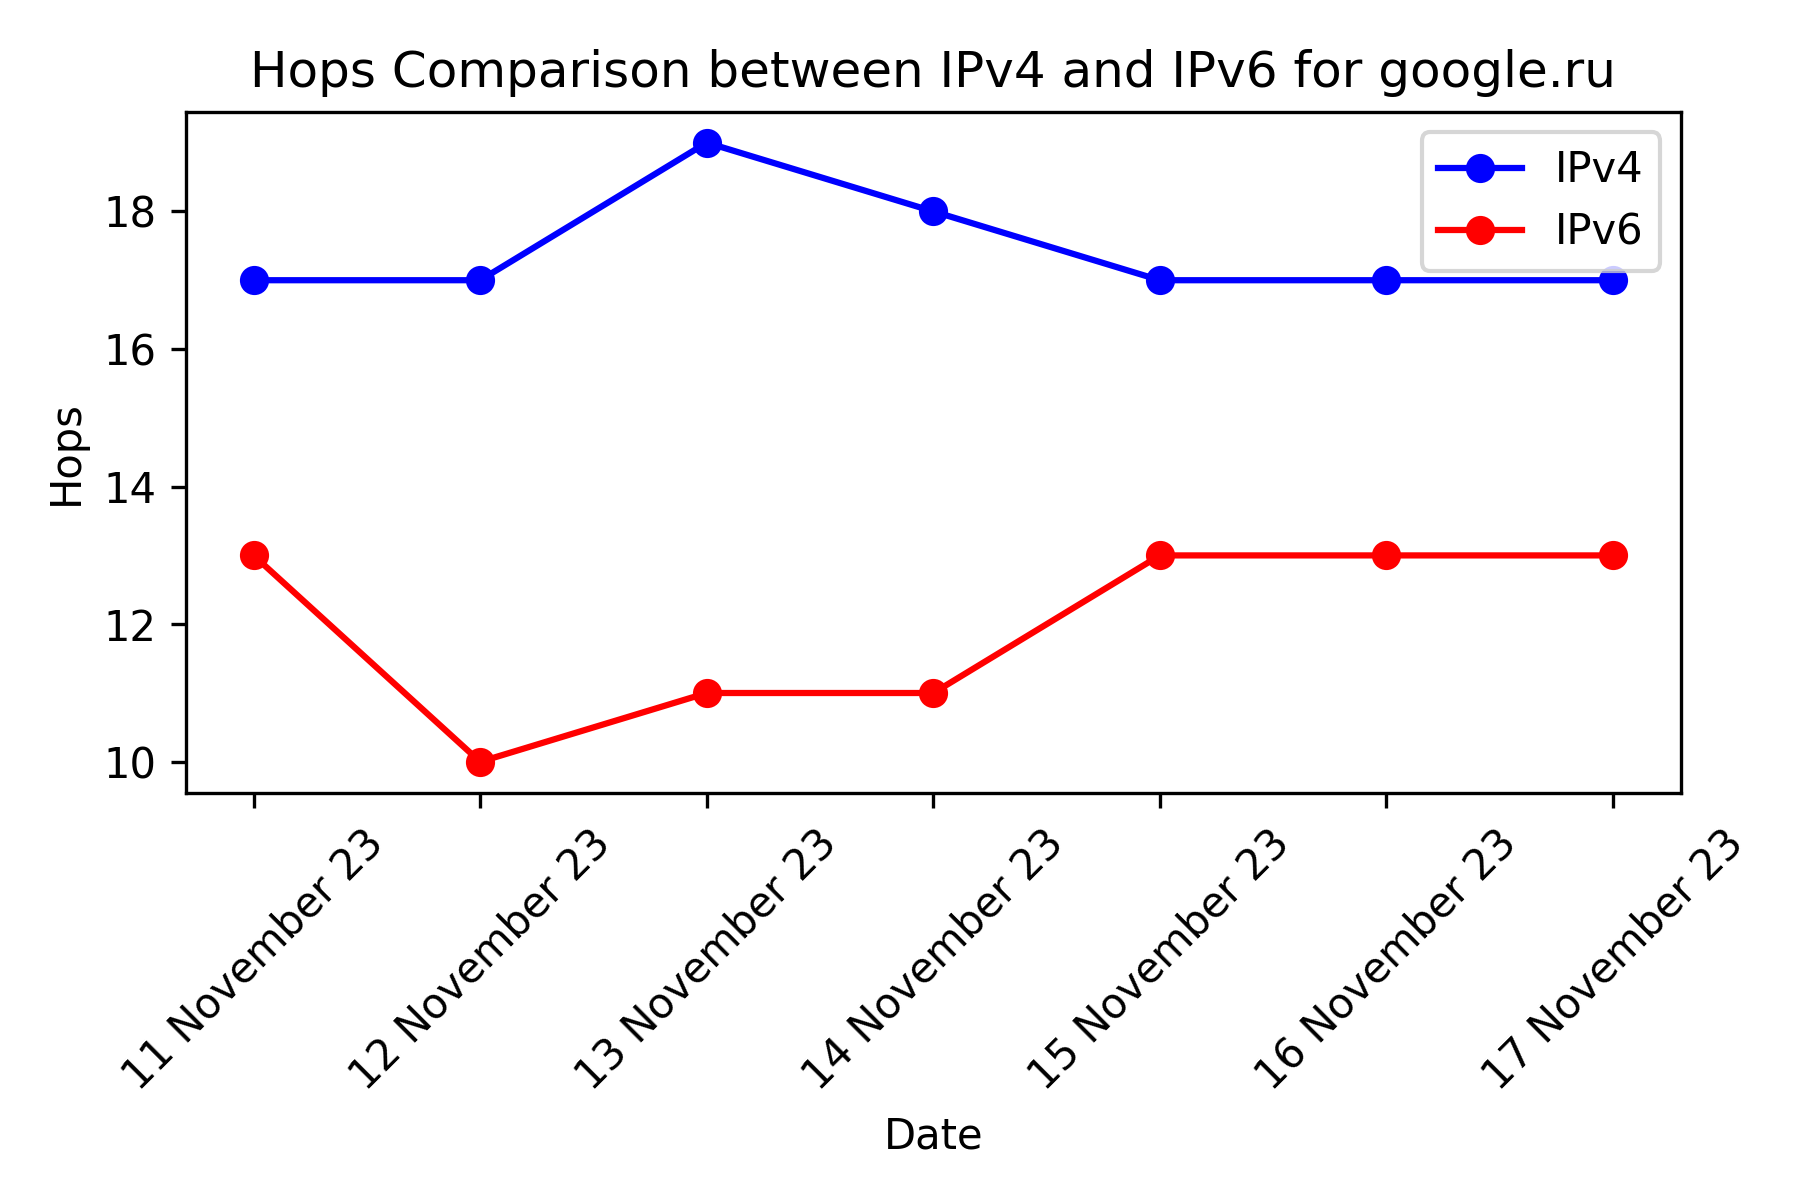 Hops Comparison between IPv4 and IPv6 for google.ru
IPv4
IPv6
18
16
14
12
10
Hops
11 November 23
12 November 23
13 November 23
14 November 23
15 November 23
16 November 23
17 November 23
Date